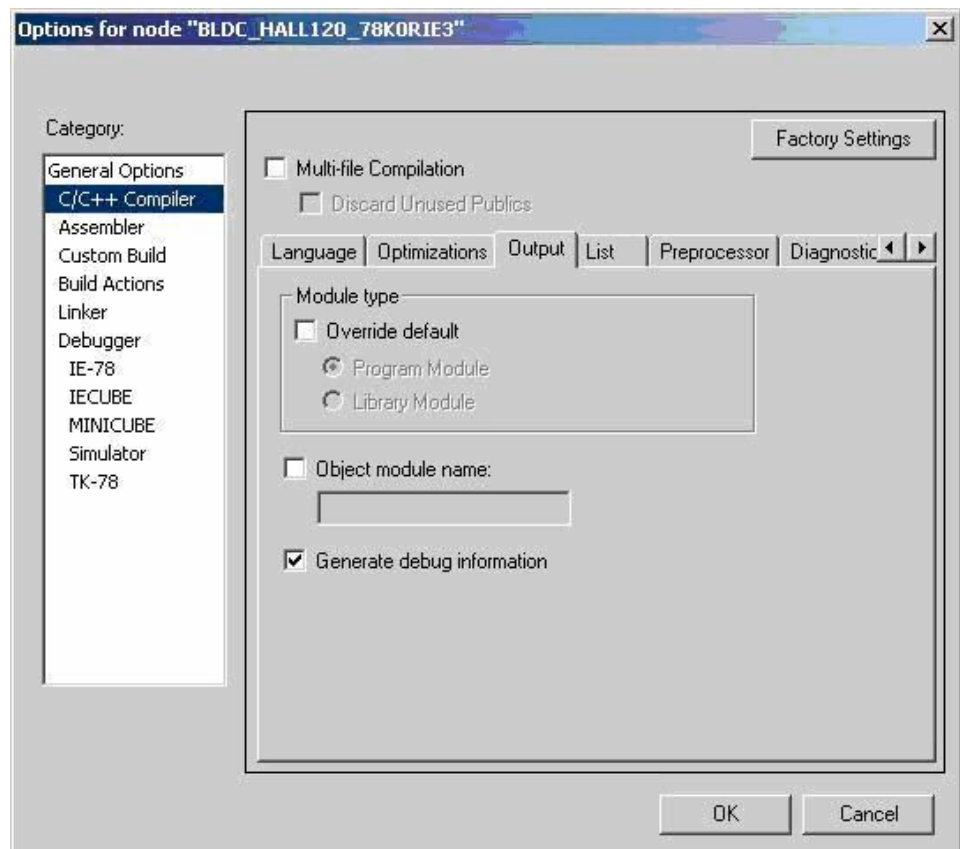 Options for node "BLDC_HALL120_78K0RIE3"
Category:
General Options
C/C++ Compiler
Assembler
Custom Build
Build Actions
Linker
Debugger
IE-78
IECUBE
MINICUBE
Simulator
TK-78
Factory Settings
Multi-file Compilation
Discard Unused Publics
Language Optimizations Output List Preprocessor Diagnostic
Module type
Override default
Program Module
Library Module
Object module name:
Generate debug information
OK Cancel